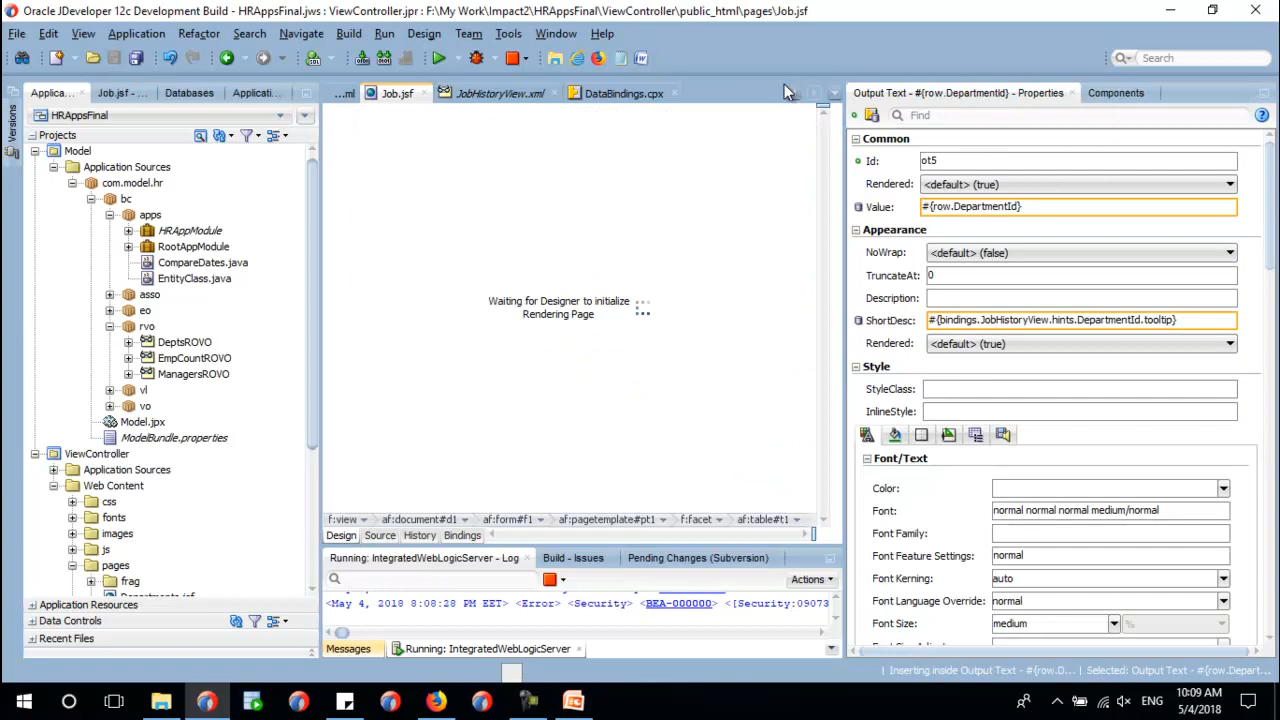 Oracle JDeveloper 12c Development Build - HRAppsFinal.jws : ViewController.jpr : F:\My Work\Impact2\HRAppsFinal\ViewController\public_html\pages\Job.jsf
File Edit View Application Refactor Search Navigate Build Run Design Team Tools Window Help
Search
Applica... Job.jsf - ... Databases Applicati...
...ml Job.jsf JobHistoryView.xml DataBindings.cpx
Output Text - #{row.DepartmentId} - Properties Components
Versions
HRAppsFinal
Find
Projects
Common
Model
Id: ot5
Application Sources
Rendered: <default> (true)
com.model.hr
Value: #{row.DepartmentId}
bc
apps
Appearance
HRAppModule
NoWrap: <default> (false)
RootAppModule
TruncateAt: 0
CompareDates.java
EntityClass.java
Description:
asso
Waiting for Designer to initialize
Rendering Page
eo
ShortDesc: #{bindings.JobHistoryView.hints.DepartmentId.tooltip}
rvo
DeptsROVO
Rendered: <default> (true)
EmpCountROVO
ManagersROVO
Style
vl
StyleClass:
vo
InlineStyle:
Model.jpx
ModelBundle.properties
ViewController
Font/Text
Application Sources
Web Content
Color:
css
fonts
Font: normal normal normal medium/normal
images
Font Family:
js
Font Feature Settings: normal
pages
frag
Font Kerning: auto
Font Language Override: normal
Font Size: medium %
f:view af:document#d1 af:form#f1 af:pagetemplate#pt1 f:facet af:table#t1
Design Source History Bindings
Running: IntegratedWebLogicServer - Log Build - Issues Pending Changes (Subversion)
Actions
<May 4, 2018 8:08:28 PM EET> <Error> <Security> <BEA-000000> <[Security:09073
Messages Running: IntegratedWebLogicServer
Application Resources
Data Controls
Recent Files
Inserting inside Output Text - #{row.D... Selected: Output Text - #{row.Depart...
ENG
10:09 AM
5/4/2018